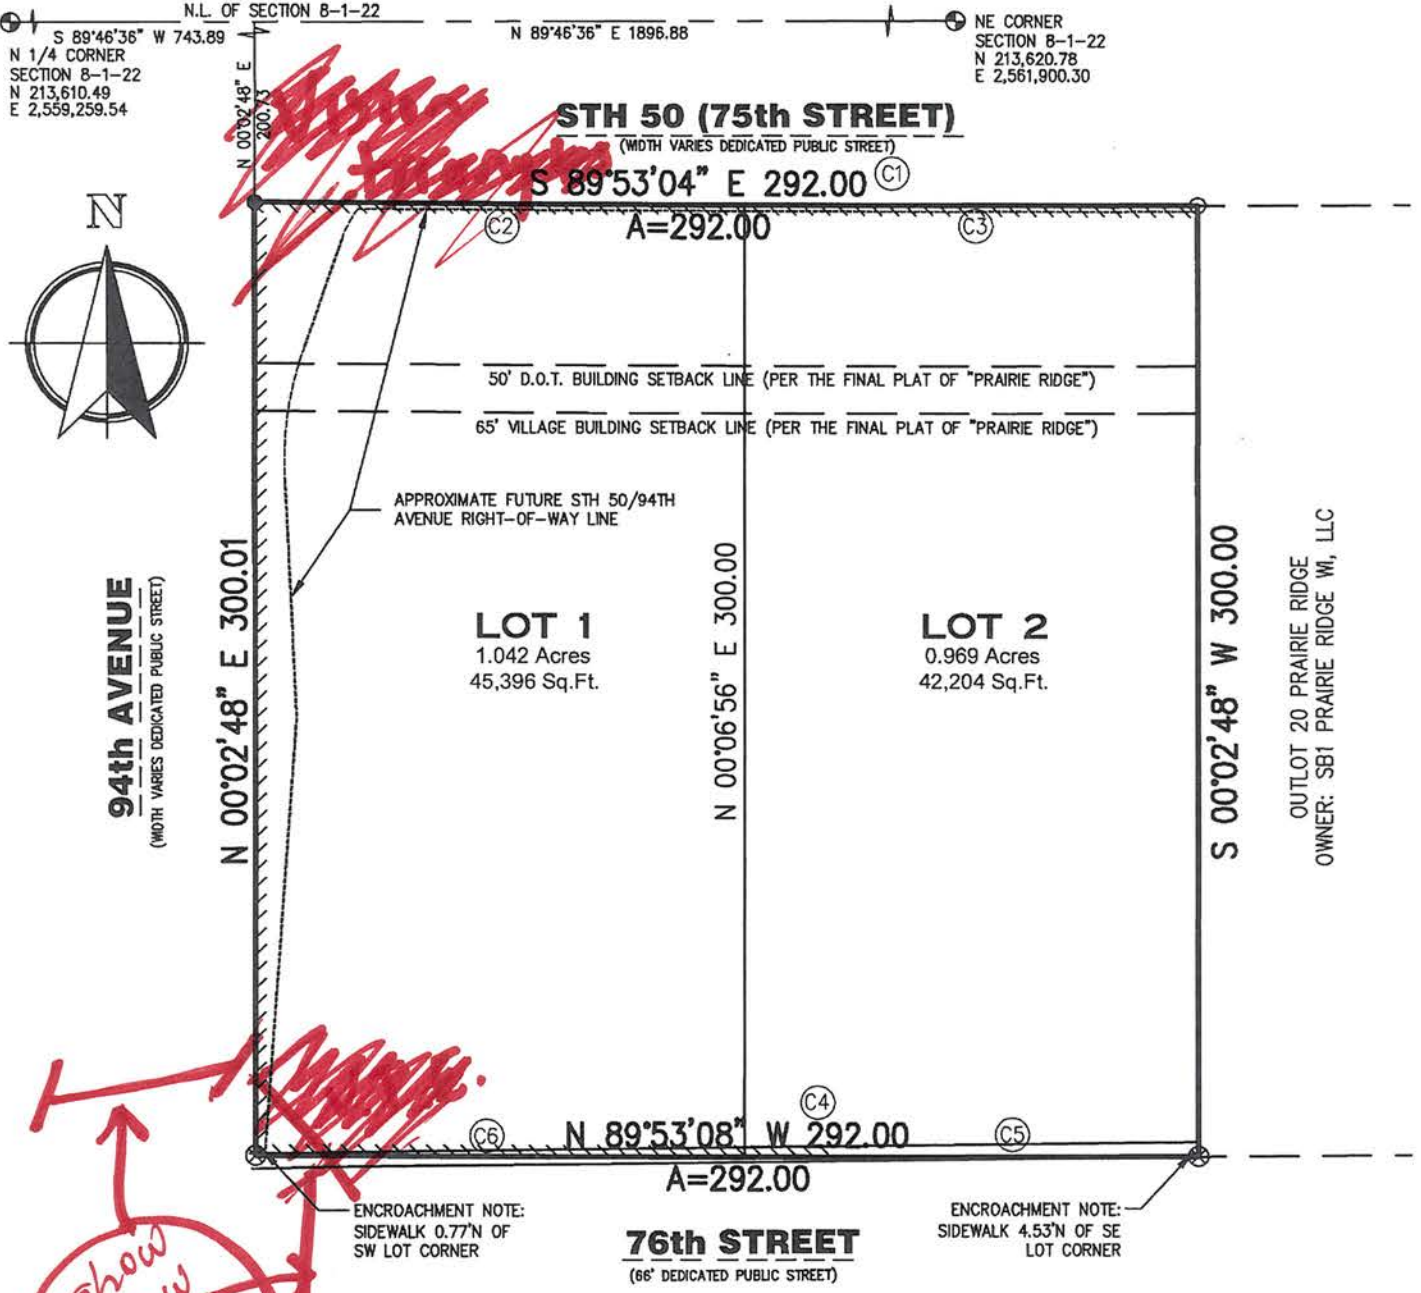 N.L. OF SECTION 8-1-22
S 89°46'36" W 743.89
N 89°46'36" E 1896.88
N 1/4 CORNER
SECTION 8-1-22
N 213,610.49
E 2,559,259.54
NE CORNER
SECTION 8-1-22
N 213,620.78
E 2,561,900.30
N 00°02'48" E
200.73
STH 50 (75th STREET)
(WIDTH VARIES DEDICATED PUBLIC STREET)
S 89°53'04" E 292.00 C1
N
C2
A=292.00
C3
50' D.O.T. BUILDING SETBACK LINE (PER THE FINAL PLAT OF "PRAIRIE RIDGE")
65' VILLAGE BUILDING SETBACK LINE (PER THE FINAL PLAT OF "PRAIRIE RIDGE")
APPROXIMATE FUTURE STH 50/94TH
AVENUE RIGHT-OF-WAY LINE
94th AVENUE
(WIDTH VARIES DEDICATED PUBLIC STREET)
N 00°02'48" E 300.01
LOT 1
1.042 Acres
45,396 Sq.Ft.
N 00°06'56" E 300.00
LOT 2
0.969 Acres
42,204 Sq.Ft.
S 00°02'48" W 300.00
OUTLOT 20 PRAIRIE RIDGE
OWNER: SB1 PRAIRIE RIDGE WI, LLC
C4
C6
N 89°53'08" W 292.00
C5
A=292.00
ENCROACHMENT NOTE:
SIDEWALK 0.77'N OF
SW LOT CORNER
ENCROACHMENT NOTE:
SIDEWALK 4.53'N OF SE
LOT CORNER
76th STREET
(66' DEDICATED PUBLIC STREET)
show